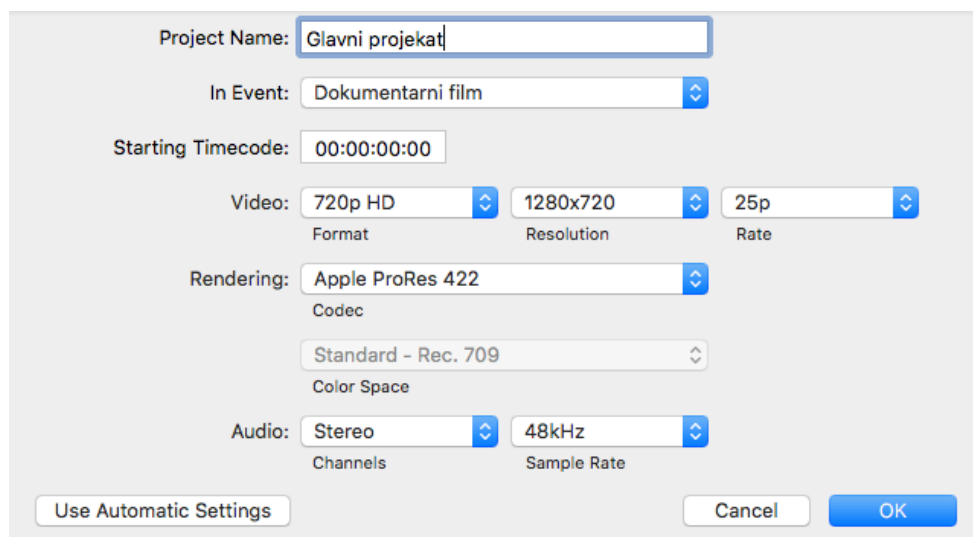 Project Name: Glavni projekat
In Event: Dokumentarni film
Starting Timecode: 00:00:00:00
Video: 720p HD 1280x720 25p
Format Resolution Rate
Rendering: Apple ProRes 422
Codec
Standard - Rec. 709
Color Space
Audio: Stereo 48kHz
Channels Sample Rate
Use Automatic Settings Cancel OK